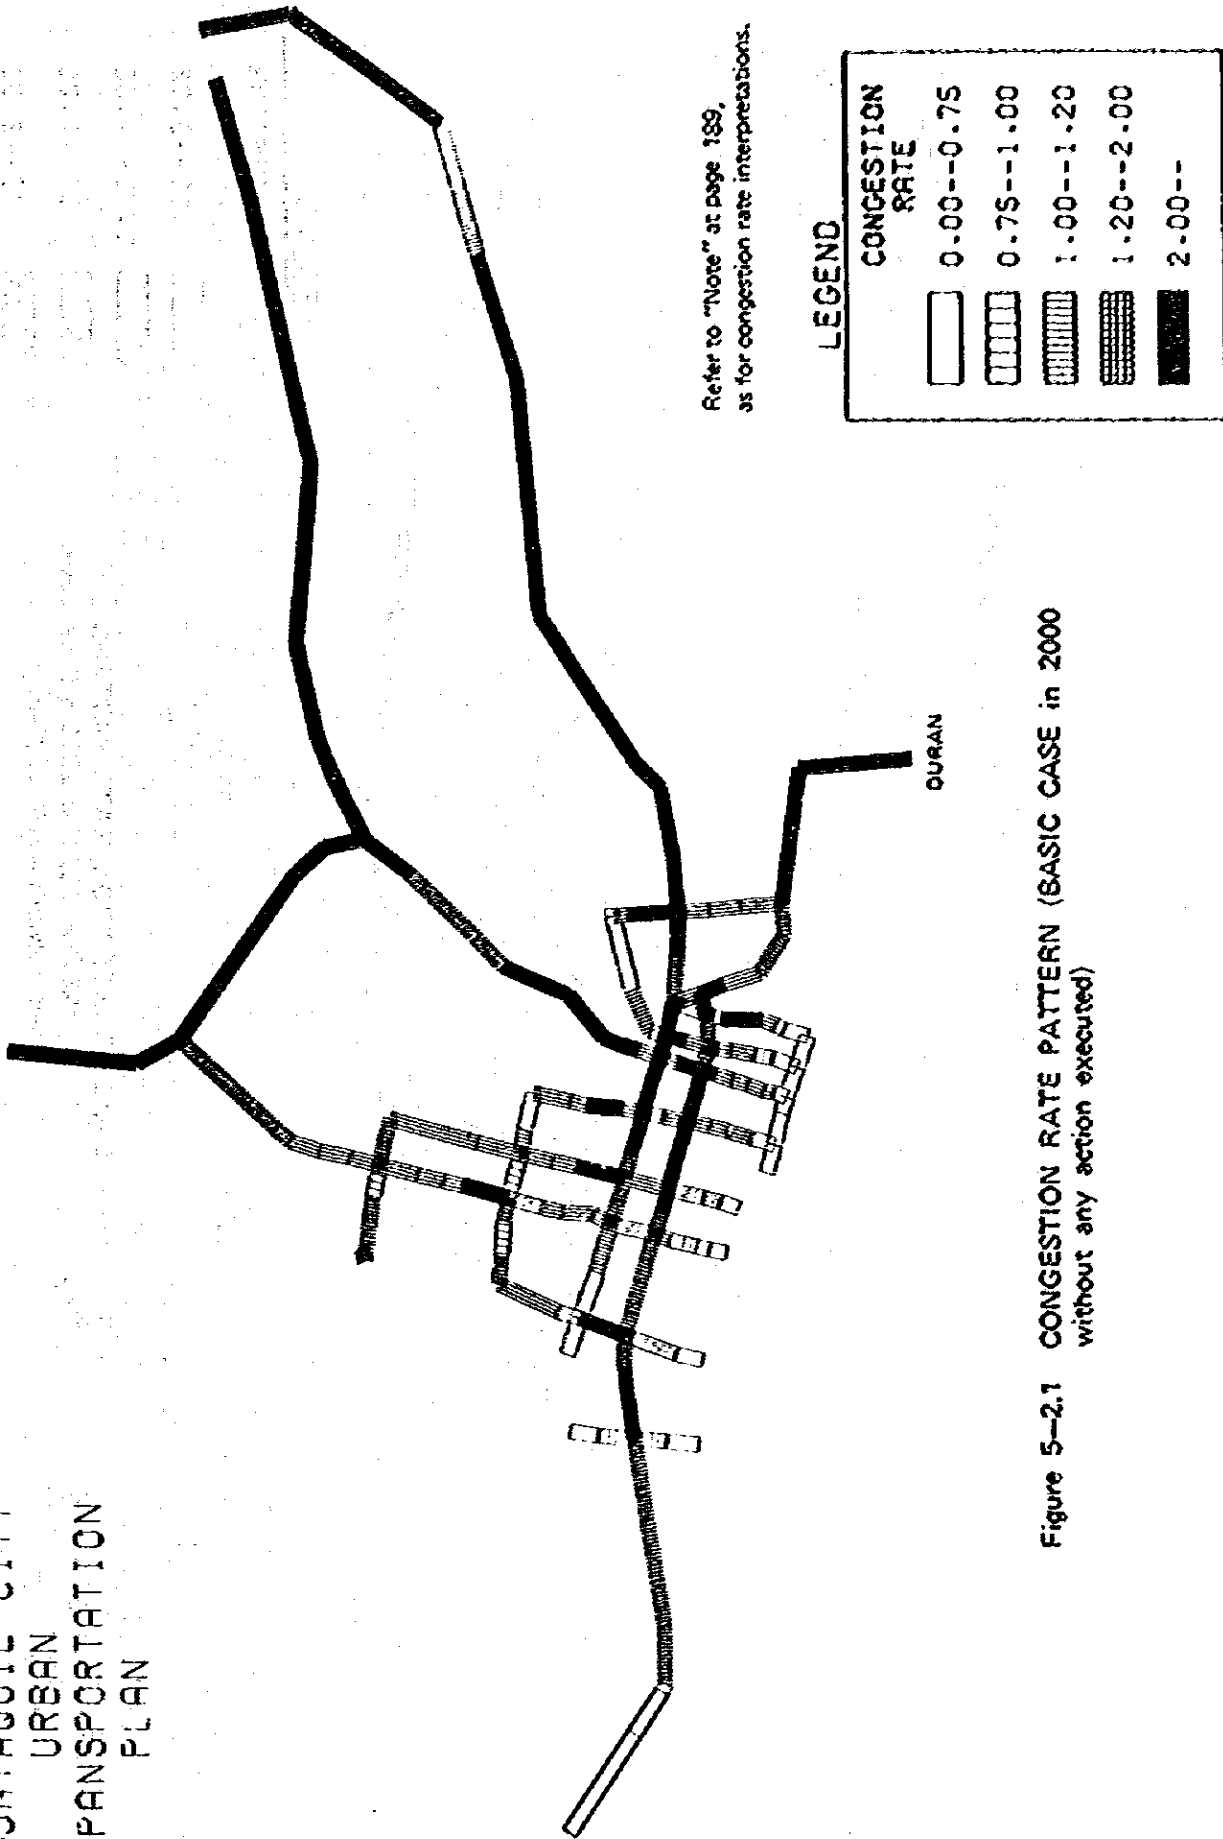 URBAN
PLAN
Refer to "Note" at page 189,
as for congestion rate interpretations.
LEGEND
CONGESTION
RATE
0.00--0.75
0.75--1.00
1.00--1.20
1.20--2.00
2.00--
DURAN
Figure 5-2.1 CONGESTION RATE PATTERN (BASIC CASE in 2000
without any action executed)